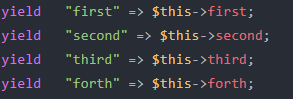 yield   "first" => $this->first;
yield   "second" => $this->second;
yield   "third" => $this->third;
yield   "forth" => $this->forth;